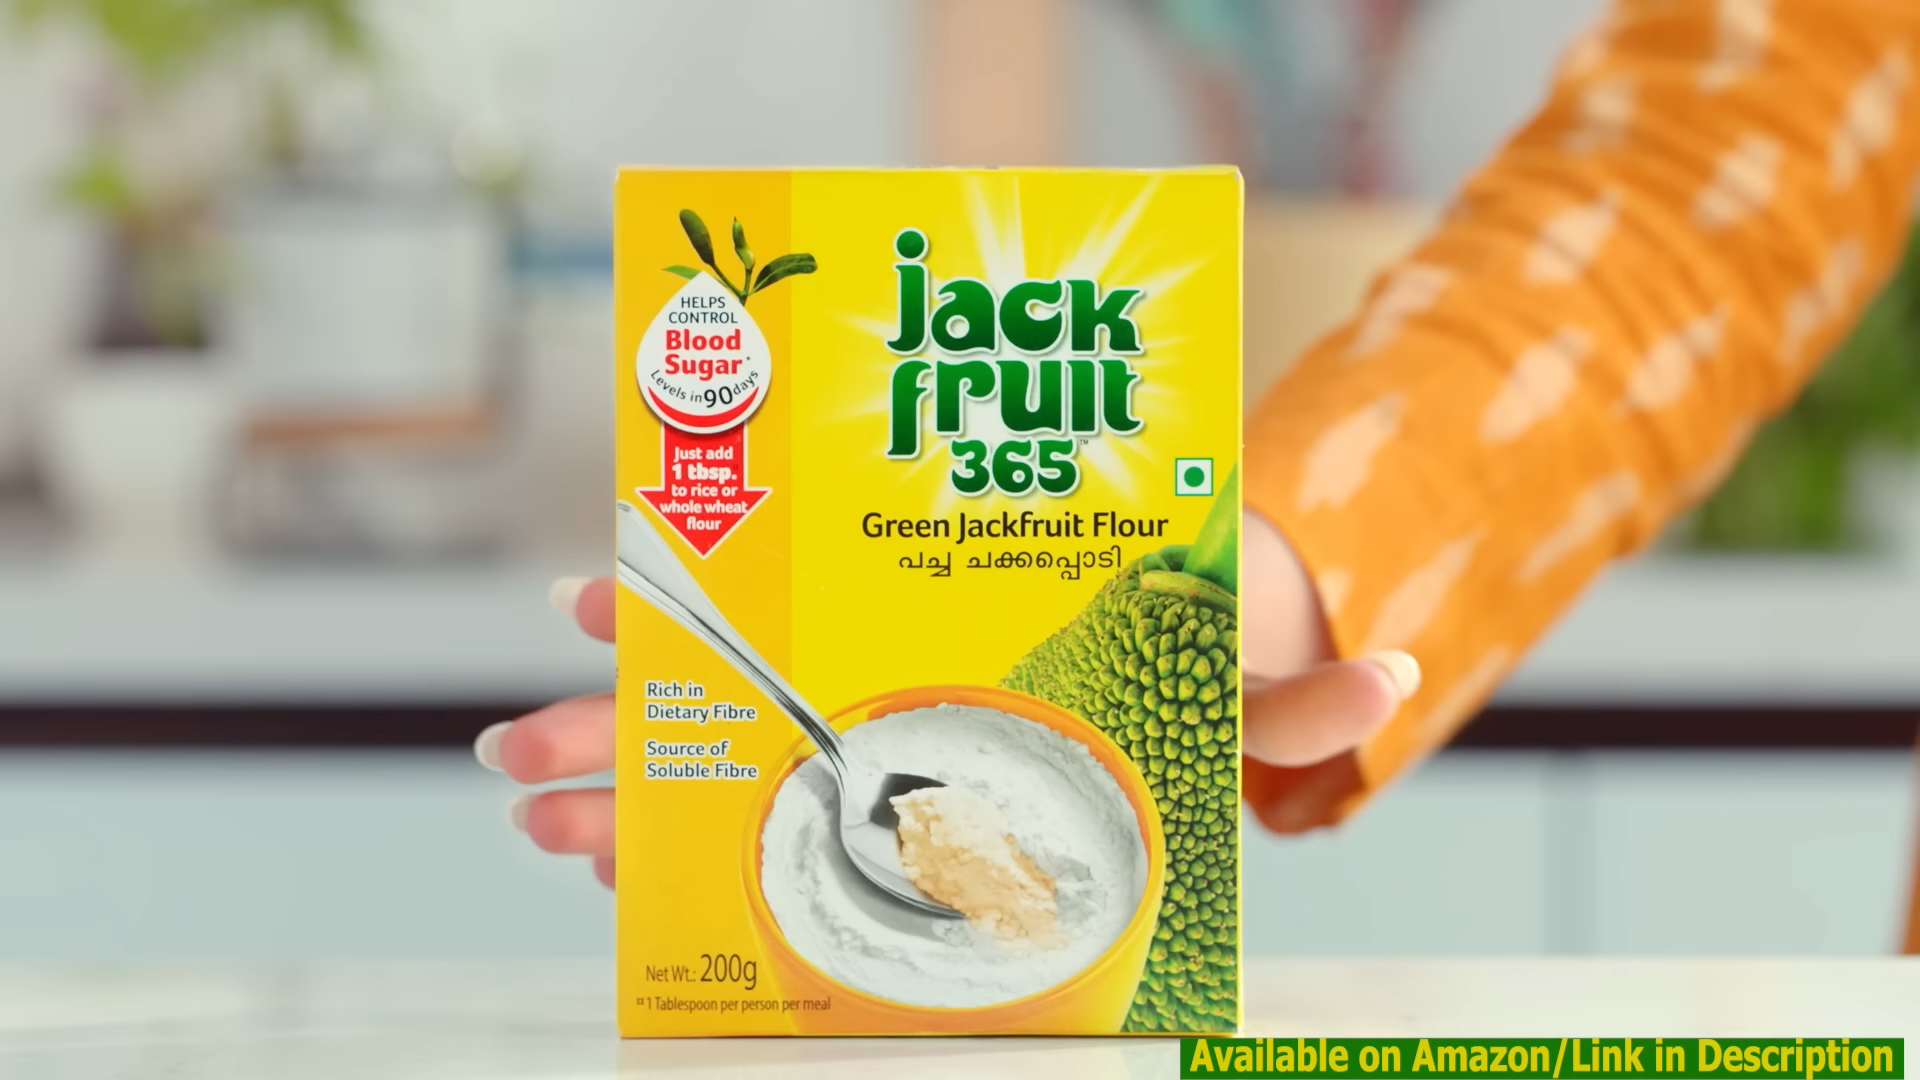 HELPS
CONTROL
Blood
Sugar*
Levels in 90 days
Just add
1 tbsp.¤
to rice or
whole wheat
flour
jack
fruit
365™
Green Jackfruit Flour
പച്ച ചക്കപ്പൊടി
Rich in
Dietary Fibre
Source of
Soluble Fibre
Net Wt.: 200g
¤ 1 Tablespoon per person per meal
Available on Amazon/Link in Description